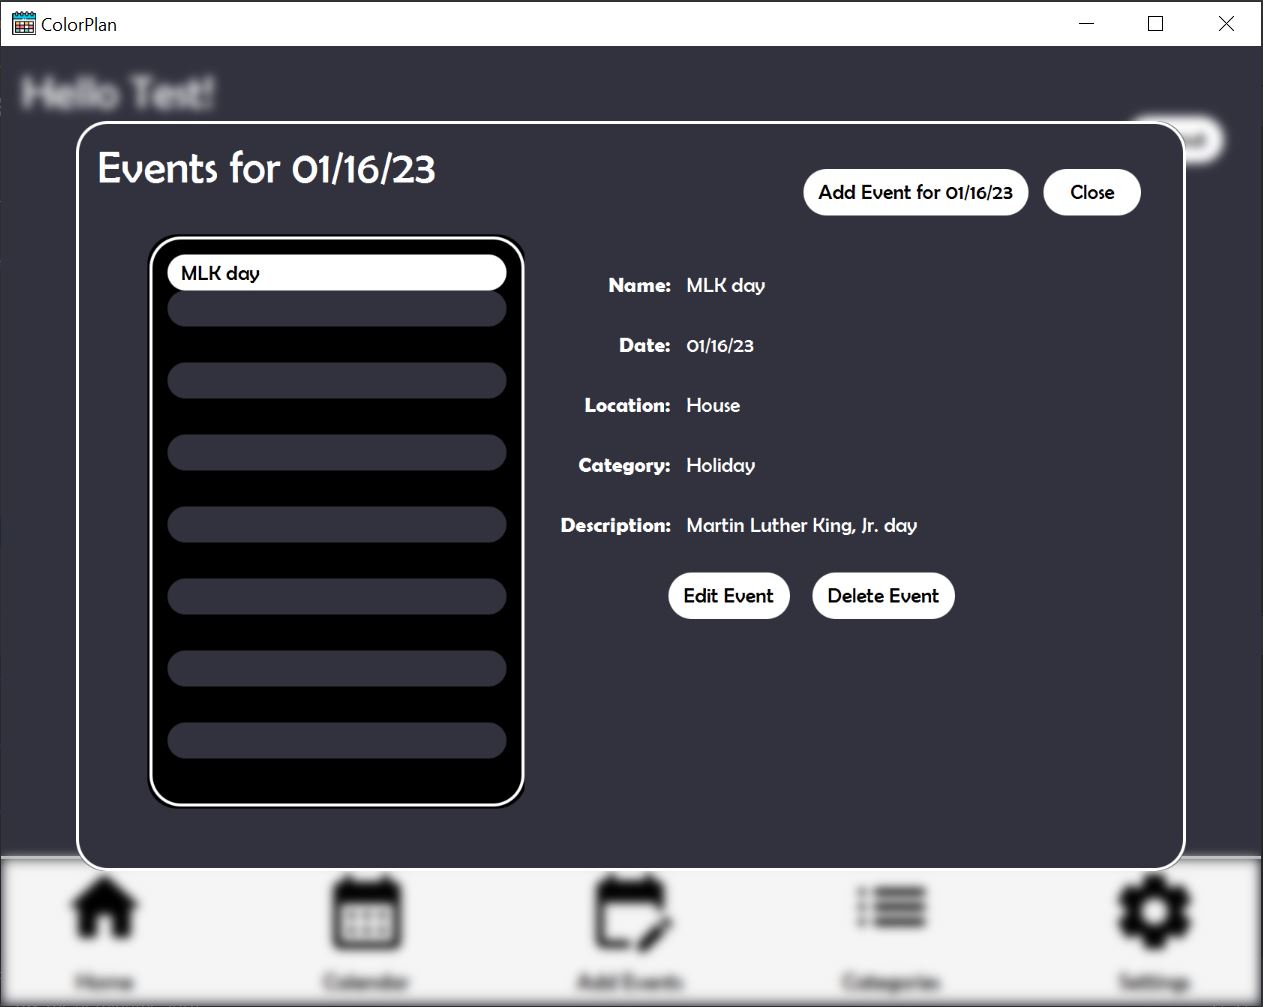 ColorPlan
Hello Test!
Events for 01/16/23
Add Event for 01/16/23
Close
MLK day
Name: MLK day
Date: 01/16/23
Location: House
Category: Holiday
Description: Martin Luther King, Jr. day
Edit Event
Delete Event
Home
Calendar
Add Events
Categories
Settings